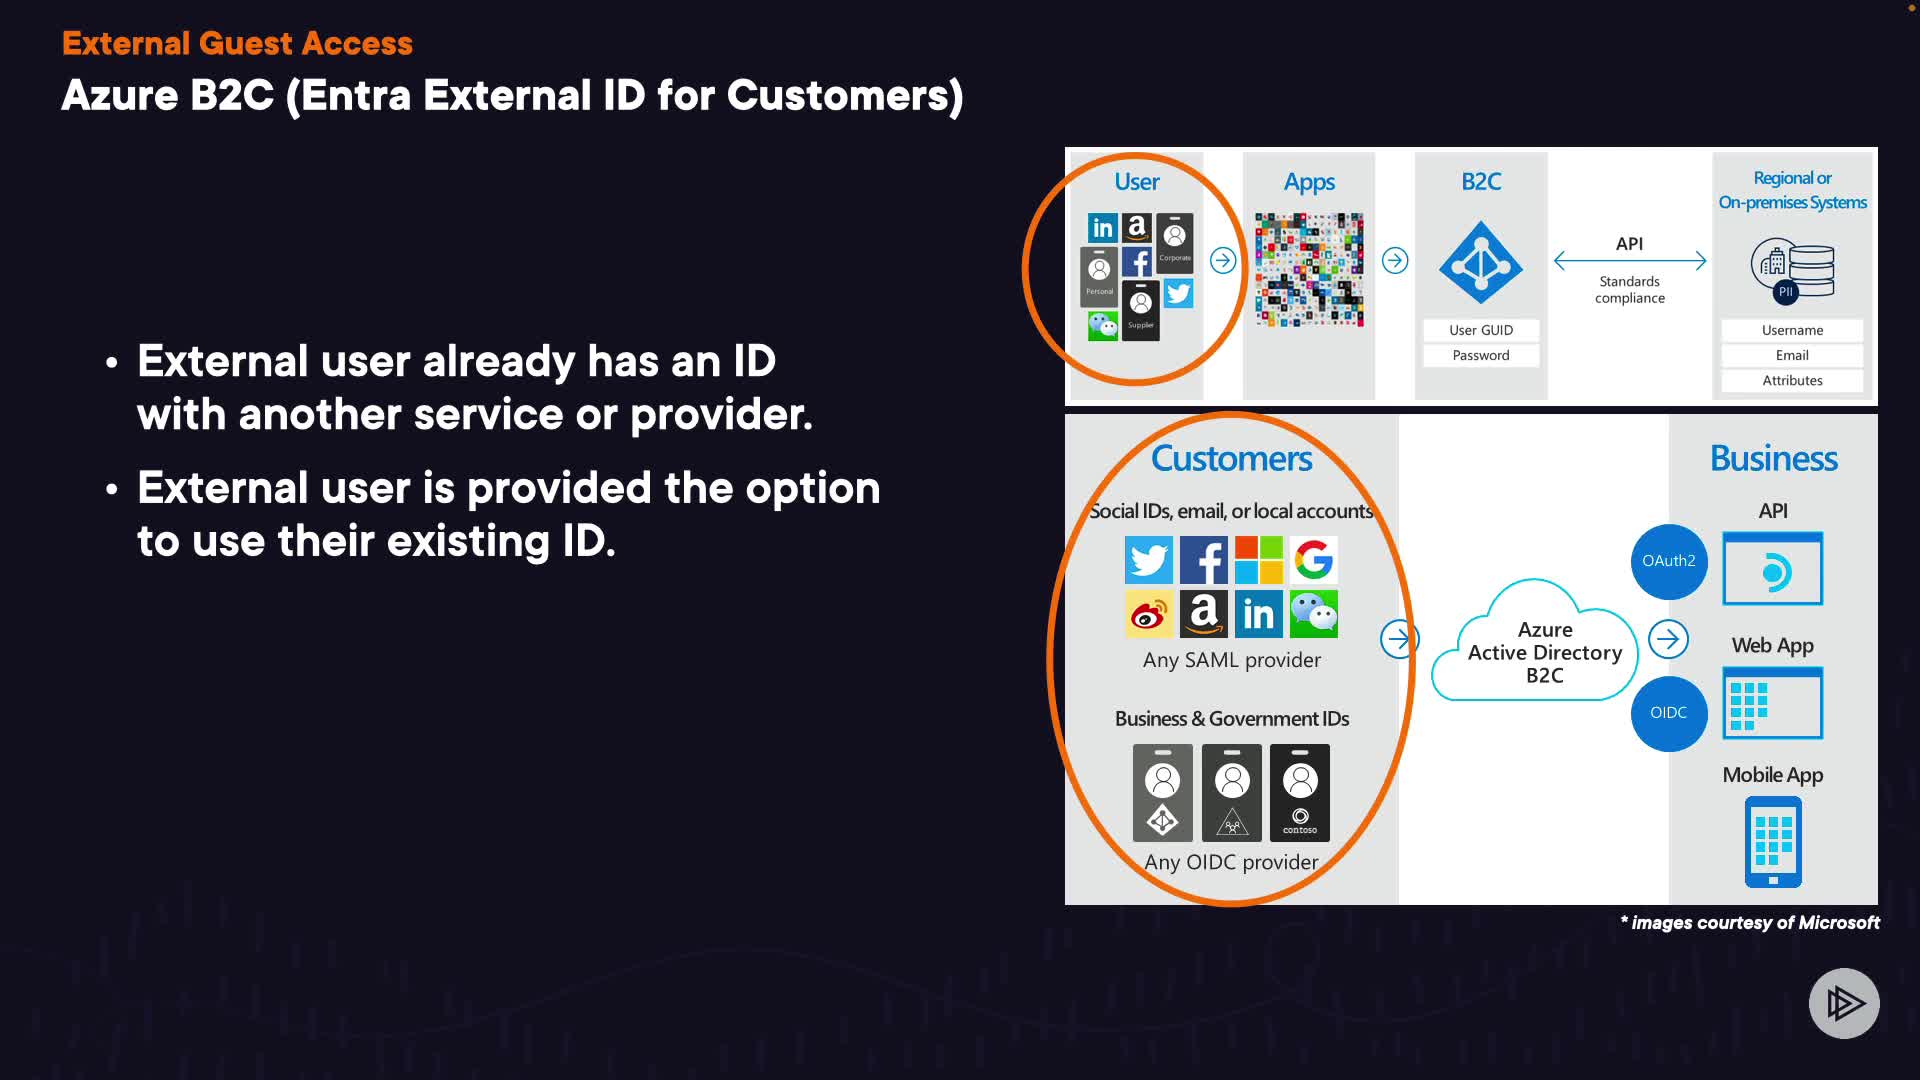 External Guest Access
Azure B2C (Entra External ID for Customers)
• External user already has an ID
with another service or provider.
• External user is provided the option
to use their existing ID.
User
Apps
B2C
Regional or
On-premises Systems
in
a
f
Corporate
Personal
Supplier
API
Standards
compliance
PII
User GUID
Password
Username
Email
Attributes
Customers
Business
Social IDs, email, or local accounts
f
G
a
in
Any SAML provider
Business & Government IDs
contoso
Any OIDC provider
Azure
Active Directory
B2C
OAuth2
OIDC
API
Web App
Mobile App
* images courtesy of Microsoft